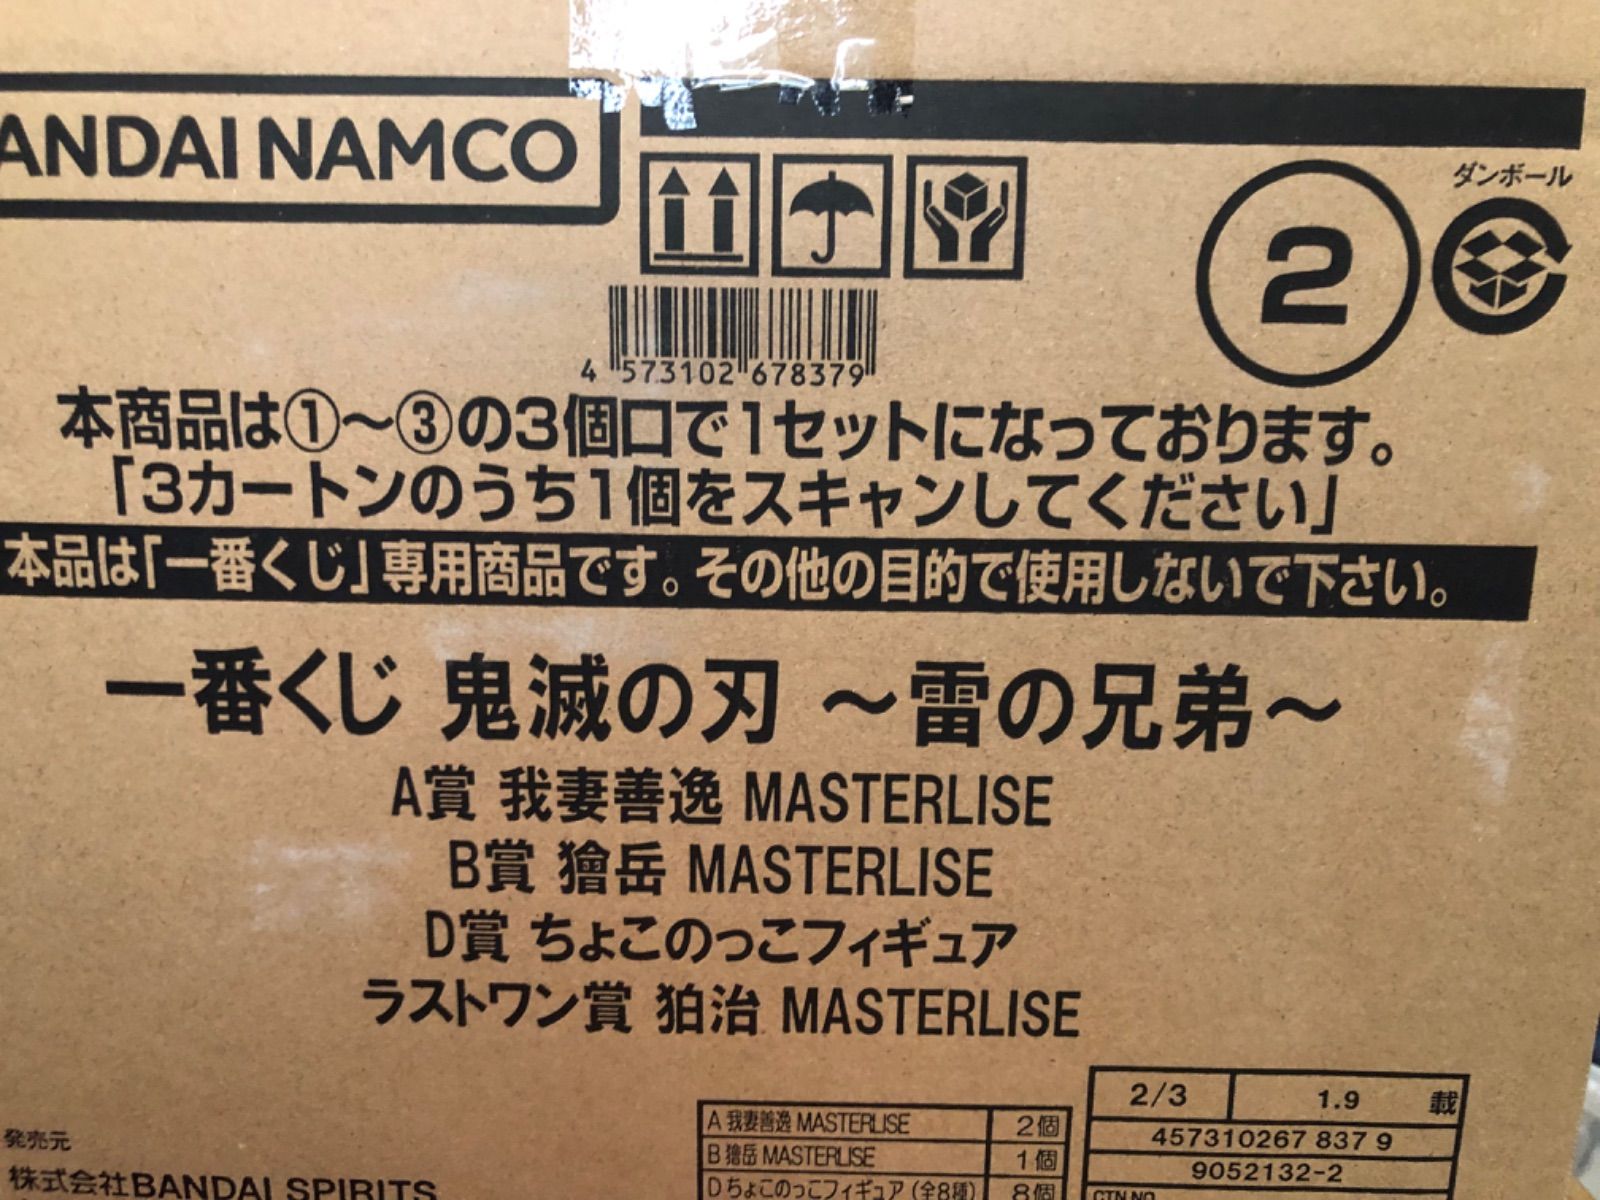 BANDAI NAMCO
ダンボール
2
4 573102 678379
本商品は①~③の3個口で1セットになっております。
「3カートンのうち1個をスキャンしてください」
本品は「一番くじ」専用商品です。その他の目的で使用しないで下さい。
一番くじ 鬼滅の刃 ~雷の兄弟~
A賞 我妻善逸 MASTERLISE
B賞 獪岳 MASTERLISE
D賞 ちょこのっこフィギュア
ラストワン賞 狛治 MASTERLISE
2/3 1.9 載
457310267 837 9
9052132-2
CTN NO
A 我妻善逸 MASTERLISE 2個
B 獪岳 MASTERLISE 1個
D ちょこのっこフィギュア(全8種) 8個
発売元
株式会社BANDAI SPIRITS